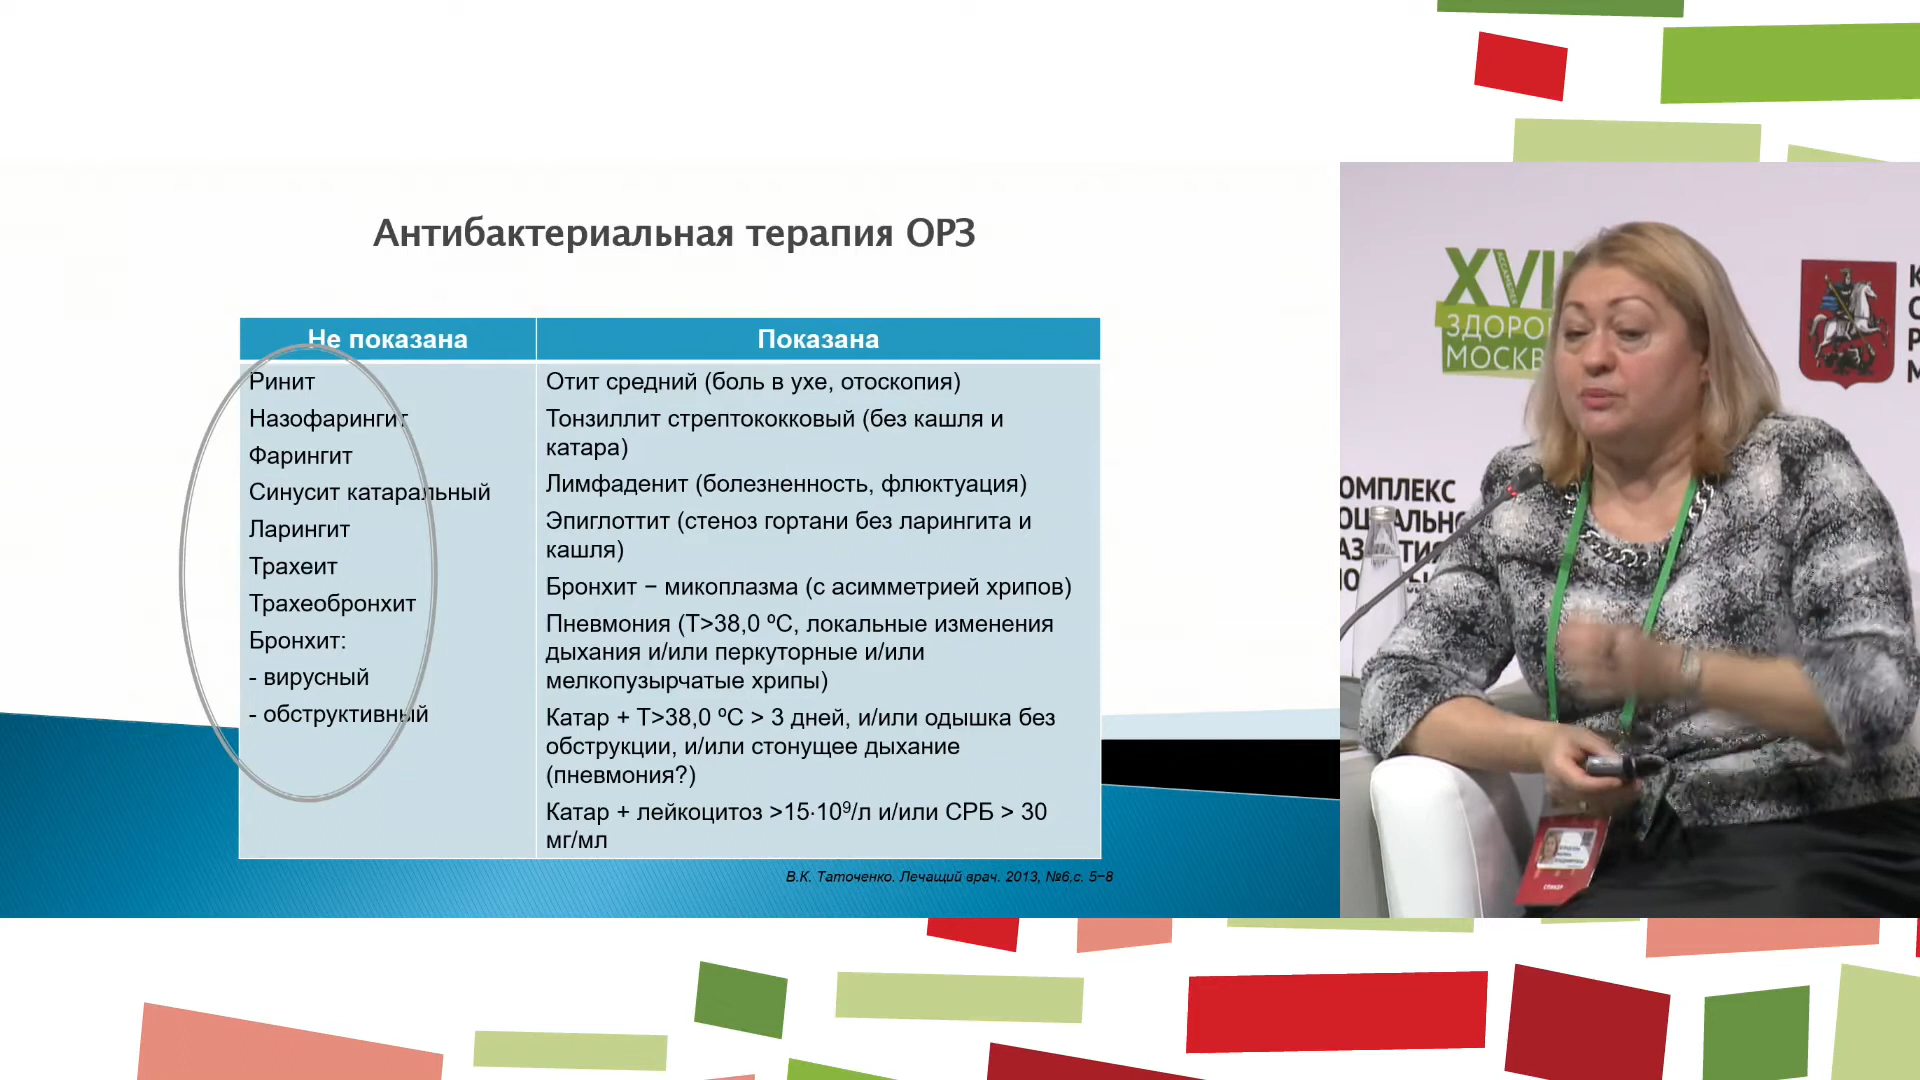 Антибактериальная терапия ОРЗ
Не показана
Показана
Ринит
Назофарингит
Фарингит
Синусит катаральный
Ларингит
Трахеит
Трахеобронхит
Бронхит:
- вирусный
- обструктивный
Отит средний (боль в ухе, отоскопия)
Тонзиллит стрептококковый (без кашля и
катара)
Лимфаденит (болезненность, флюктуация)
Эпиглоттит (стеноз гортани без ларингита и
кашля)
Бронхит − микоплазма (с асимметрией хрипов)
Пневмония (Т>38,0 ºС, локальные изменения
дыхания и/или перкуторные и/или
мелкопузырчатые хрипы)
Катар + Т>38,0 ºС > 3 дней, и/или одышка без
обструкции, и/или стонущее дыхание
(пневмония?)
Катар + лейкоцитоз >15·10⁹/л и/или СРБ > 30
мг/мл
В.К. Таточенко. Лечащий врач. 2013, №6,с. 5−8
XVII
АССАМБЛЕЯ
ЗДОРО
МОСКВ
ОМПЛЕКС
СПИКЕР